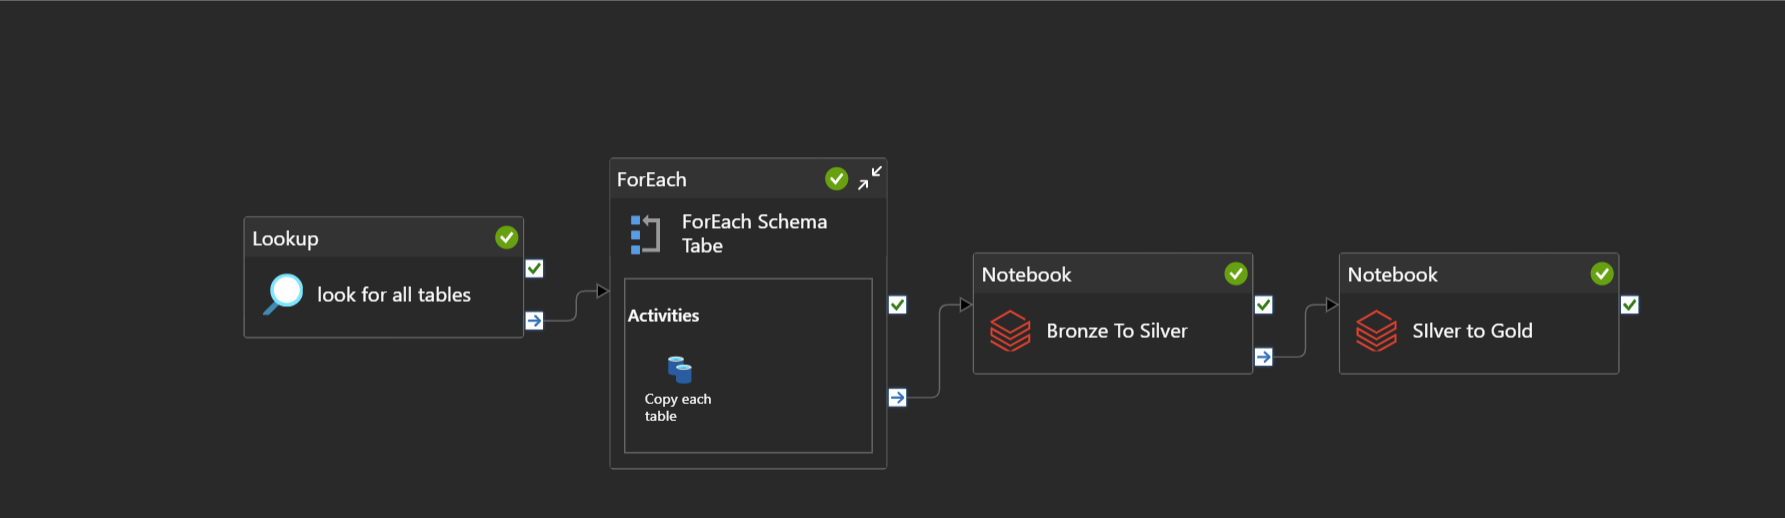 Lookup
look for all tables
ForEach
ForEach Schema
Tabe
Activities
Copy each
table
Notebook
Bronze To Silver
Notebook
SIlver to Gold